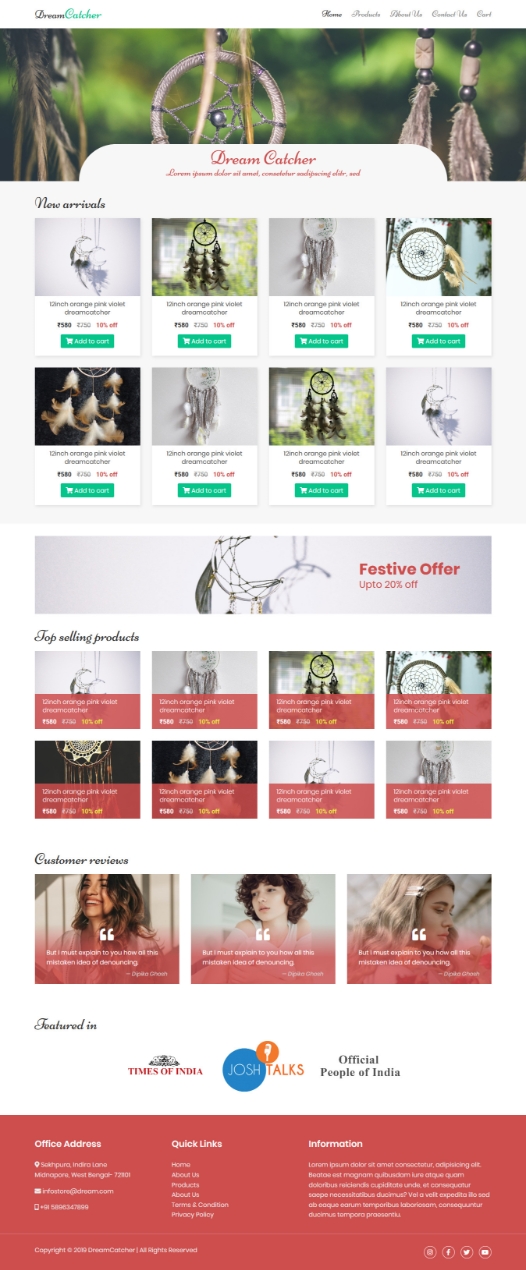 DreamCatcher
Home Products About Us Contact Us Cart
Dream Catcher
Lorem ipsum dolor sit amet, consetetur sadipscing elitr, sed
New arrivals
12inch orange pink violet
dreamcatcher
₹580 ₹750 10% off
Add to cart
12inch orange pink violet
dreamcatcher
₹580 ₹750 10% off
Add to cart
12inch orange pink violet
dreamcatcher
₹580 ₹750 10% off
Add to cart
12inch orange pink violet
dreamcatcher
₹580 ₹750 10% off
Add to cart
12inch orange pink violet
dreamcatcher
₹580 ₹750 10% off
Add to cart
12inch orange pink violet
dreamcatcher
₹580 ₹750 10% off
Add to cart
12inch orange pink violet
dreamcatcher
₹580 ₹750 10% off
Add to cart
12inch orange pink violet
dreamcatcher
₹580 ₹750 10% off
Add to cart
Festive Offer
Upto 20% off
Top selling products
12inch orange pink violet
dreamcatcher
₹580 ₹750 10% off
12inch orange pink violet
dreamcatcher
₹580 ₹750 10% off
12inch orange pink violet
dreamcatcher
₹580 ₹750 10% off
12inch orange pink violet
dreamcatcher
₹580 ₹750 10% off
12inch orange pink violet
dreamcatcher
₹580 ₹750 10% off
12inch orange pink violet
dreamcatcher
₹580 ₹750 10% off
12inch orange pink violet
dreamcatcher
₹580 ₹750 10% off
12inch orange pink violet
dreamcatcher
₹580 ₹750 10% off
Customer reviews
But i must explain to you how all this
mistaken idea of denouncing.
— Dipika Ghosh
But i must explain to you how all this
mistaken idea of denouncing.
— Dipika Ghosh
But i must explain to you how all this
mistaken idea of denouncing.
— Dipika Ghosh
Featured in
TIMES OF INDIA
JOSH TALKS
Official
People of India
Office Address
Sekhpura, Indira Lane
Midnapore, West Bengal- 721101
infostore@dream.com
+91 5896347899
Quick Links
Home
About Us
Products
About Us
Terms & Condition
Privacy Policy
Information
Lorem ipsum dolor sit amet consectetur, adipisicing elit.
Beatae est magnam quibusdam iure atque quam
doloribus reiciendis cupiditate unde, et consequatur
saepe necessitatibus ducimus? Vel a velit expedita illo sed
ab eaque earum temporibus laboriosam, consequuntur
ducimus tempora praesentiu.
Copyright © 2019 DreamCatcher | All Rights Reserved